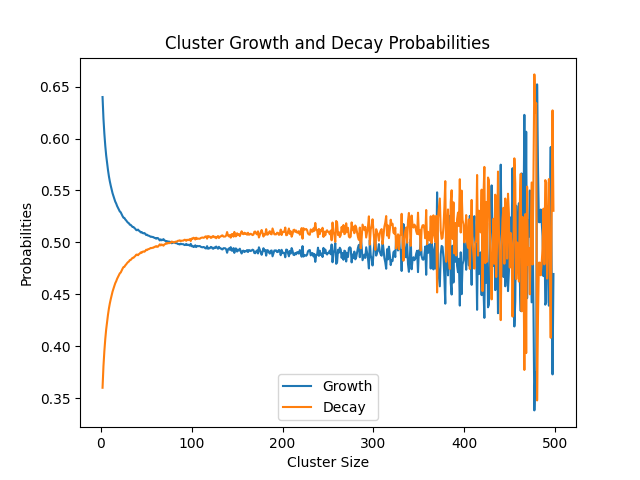 Cluster Growth and Decay Probabilities
Probabilities
0.65
0.60
0.55
0.50
0.45
0.40
0.35
Growth
Decay
0 100 200 300 400 500
Cluster Size